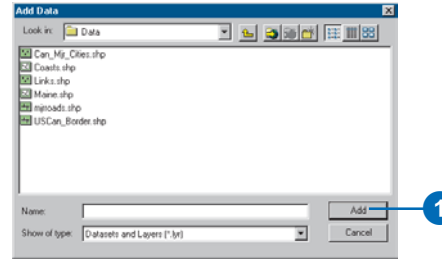 Add Data
Look in: Data
Can_Mjr_Cities.shp
Coasts.shp
Links.shp
Maine.shp
mjroads.shp
USCan_Border.shp
Name:
Add
1
Show of type: Datasets and Layers (*.lyr)
Cancel